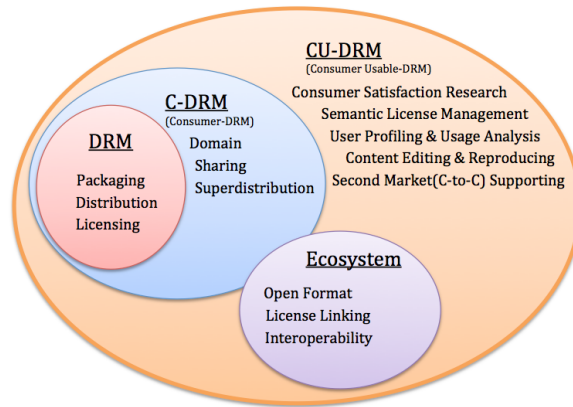 CU-DRM
(Consumer Usable-DRM)
Consumer Satisfaction Research
Semantic License Management
User Profiling & Usage Analysis
Content Editing & Reproducing
Second Market(C-to-C) Supporting
C-DRM
(Consumer-DRM)
Domain
Sharing
Superdistribution
DRM
Packaging
Distribution
Licensing
Ecosystem
Open Format
License Linking
Interoperability